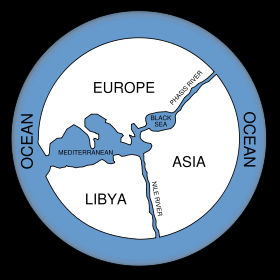 EUROPE
PHASIS RIVER
BLACK
SEA
OCEAN
OCEAN
MEDITERRANEAN
ASIA
LIBYA
NILE RIVER